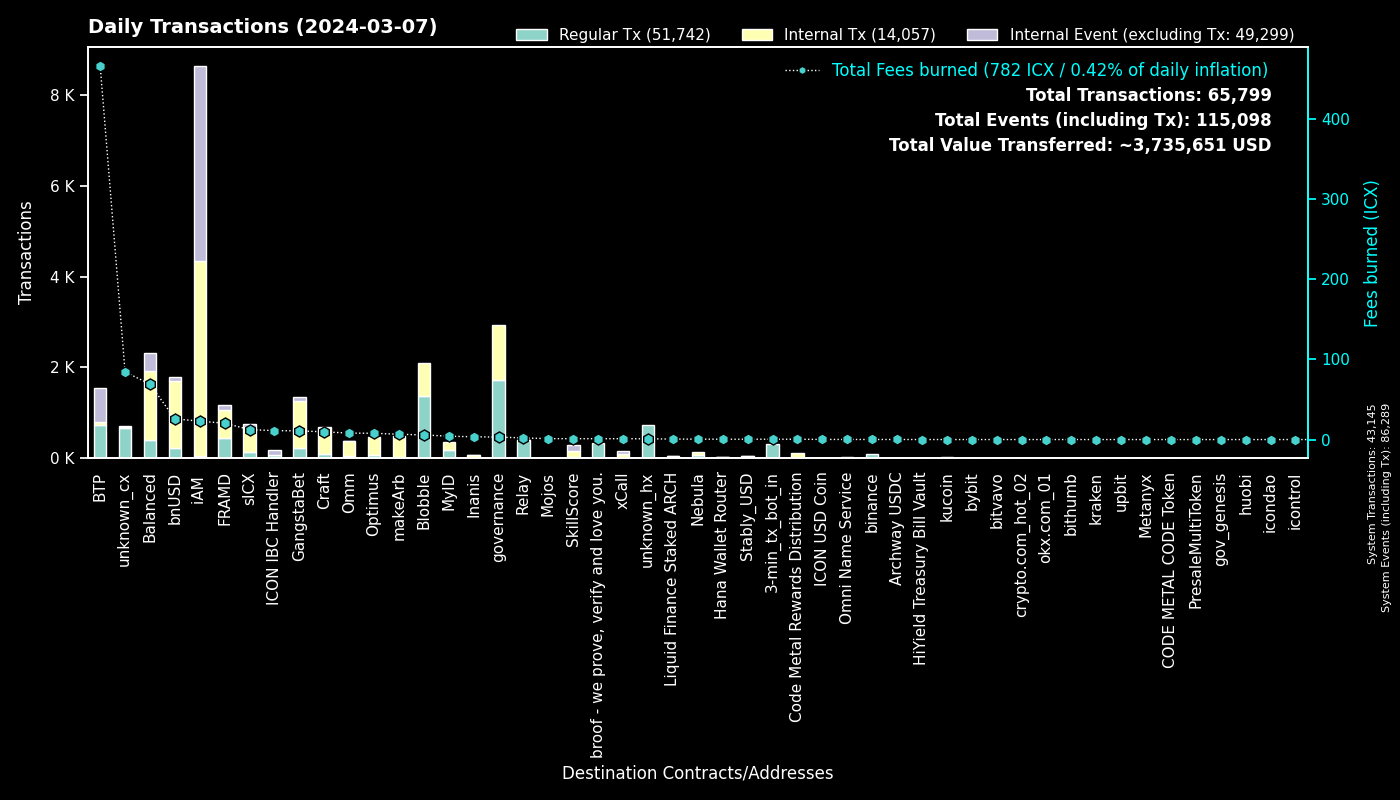 Daily Transactions (2024-03-07)
Regular Tx (51,742)
Internal Tx (14,057)
Internal Event (excluding Tx: 49,299)
Total Fees burned (782 ICX / 0.42% of daily inflation)
Total Transactions: 65,799
Total Events (including Tx): 115,098
Total Value Transferred: ~3,735,651 USD
Transactions
8 K
6 K
4 K
2 K
0 K
400
300
200
100
0
Fees burned (ICX)
System Transactions: 43,145
System Events (including Tx): 86,289
BTP
unknown_cx
Balanced
bnUSD
iAM
FRAMD
sICX
ICON IBC Handler
GangstaBet
Craft
Omm
Optimus
makeArb
Blobble
MyID
Inanis
governance
Relay
Mojos
SkillScore
broof - we prove, verify and love you.
xCall
unknown_hx
Liquid Finance Staked ARCH
Nebula
Hana Wallet Router
Stably_USD
3-min_tx_bot_in
Code Metal Rewards Distribution
ICON USD Coin
Omni Name Service
binance
Archway USDC
HiYield Treasury Bill Vault
kucoin
bybit
bitvavo
crypto.com_hot_02
okx.com_01
bithumb
kraken
upbit
Metanyx
CODE METAL CODE Token
PresaleMultiToken
gov_genesis
huobi
icondao
icontrol
Destination Contracts/Addresses